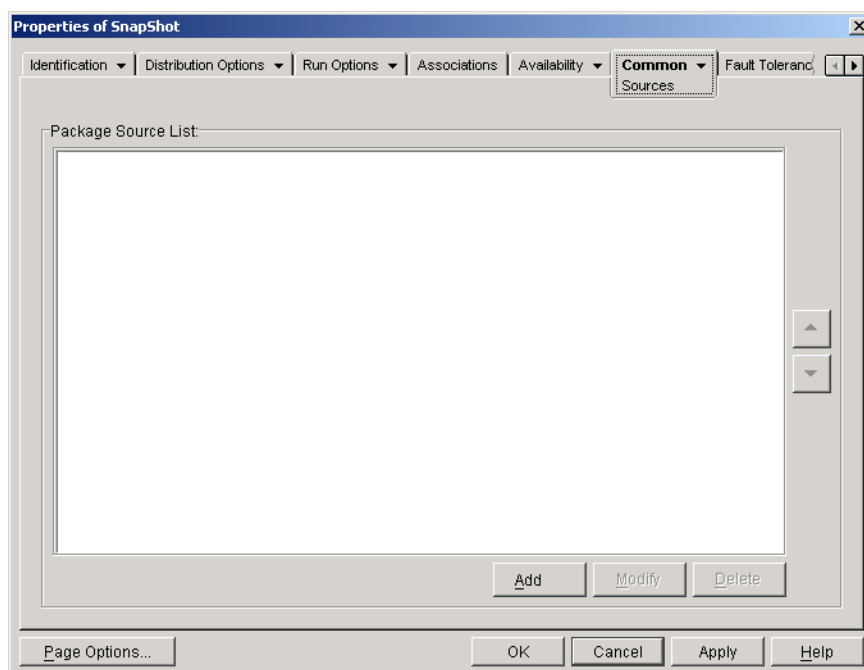 Properties of SnapShot
Identification Distribution Options Run Options Associations Availability Common Fault Toleranc
Sources
Package Source List:
Add Modify Delete
Page Options... OK Cancel Apply Help